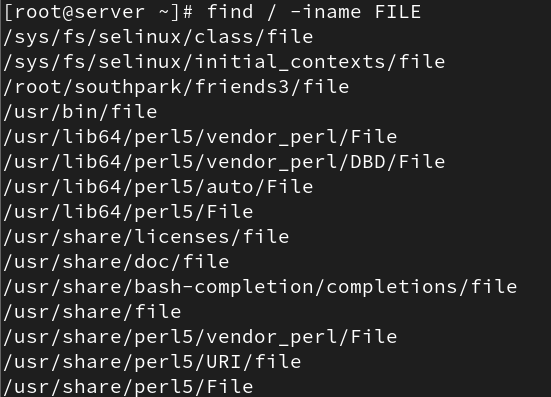 [root@server ~]# find / -iname FILE
/sys/fs/selinux/class/file
/sys/fs/selinux/initial_contexts/file
/root/southpark/friends3/file
/usr/bin/file
/usr/lib64/perl5/vendor_perl/File
/usr/lib64/perl5/vendor_perl/DBD/File
/usr/lib64/perl5/auto/File
/usr/lib64/perl5/File
/usr/share/licenses/file
/usr/share/doc/file
/usr/share/bash-completion/completions/file
/usr/share/file
/usr/share/perl5/vendor_perl/File
/usr/share/perl5/URI/file
/usr/share/perl5/File